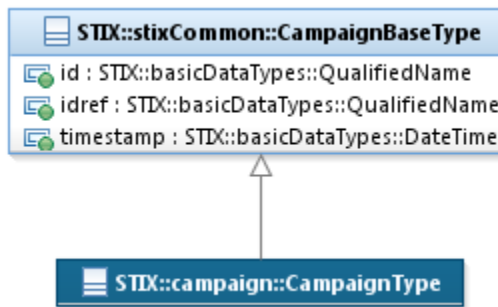 STIX::stixCommon::CampaignBaseType
id : STIX::basicDataTypes::QualifiedName
idref : STIX::basicDataTypes::QualifiedName
timestamp : STIX::basicDataTypes::DateTime
STIX::campaign::CampaignType